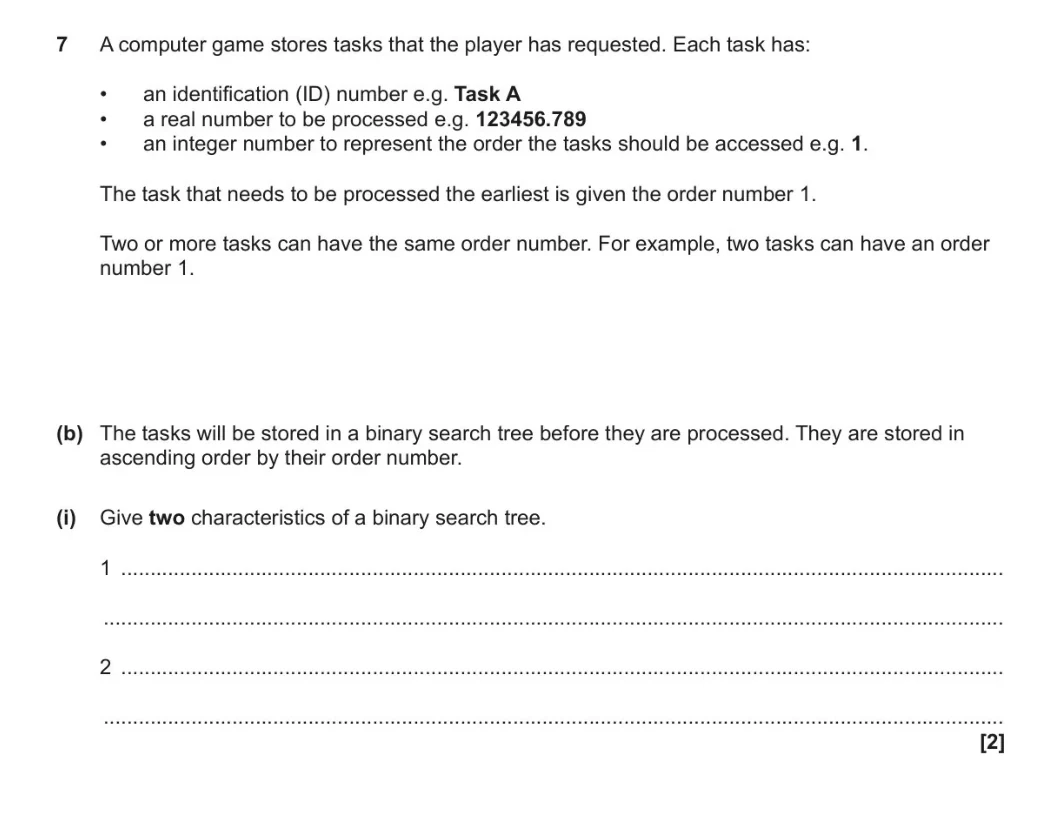 7 A computer game stores tasks that the player has requested. Each task has:
• an identification (ID) number e.g. Task A
• a real number to be processed e.g. 123456.789
• an integer number to represent the order the tasks should be accessed e.g. 1.
The task that needs to be processed the earliest is given the order number 1.
Two or more tasks can have the same order number. For example, two tasks can have an order
number 1.
(b) The tasks will be stored in a binary search tree before they are processed. They are stored in
ascending order by their order number.
(i) Give two characteristics of a binary search tree.
1 ....................................................................................................
....................................................................................................
2 ....................................................................................................
....................................................................................................
[2]